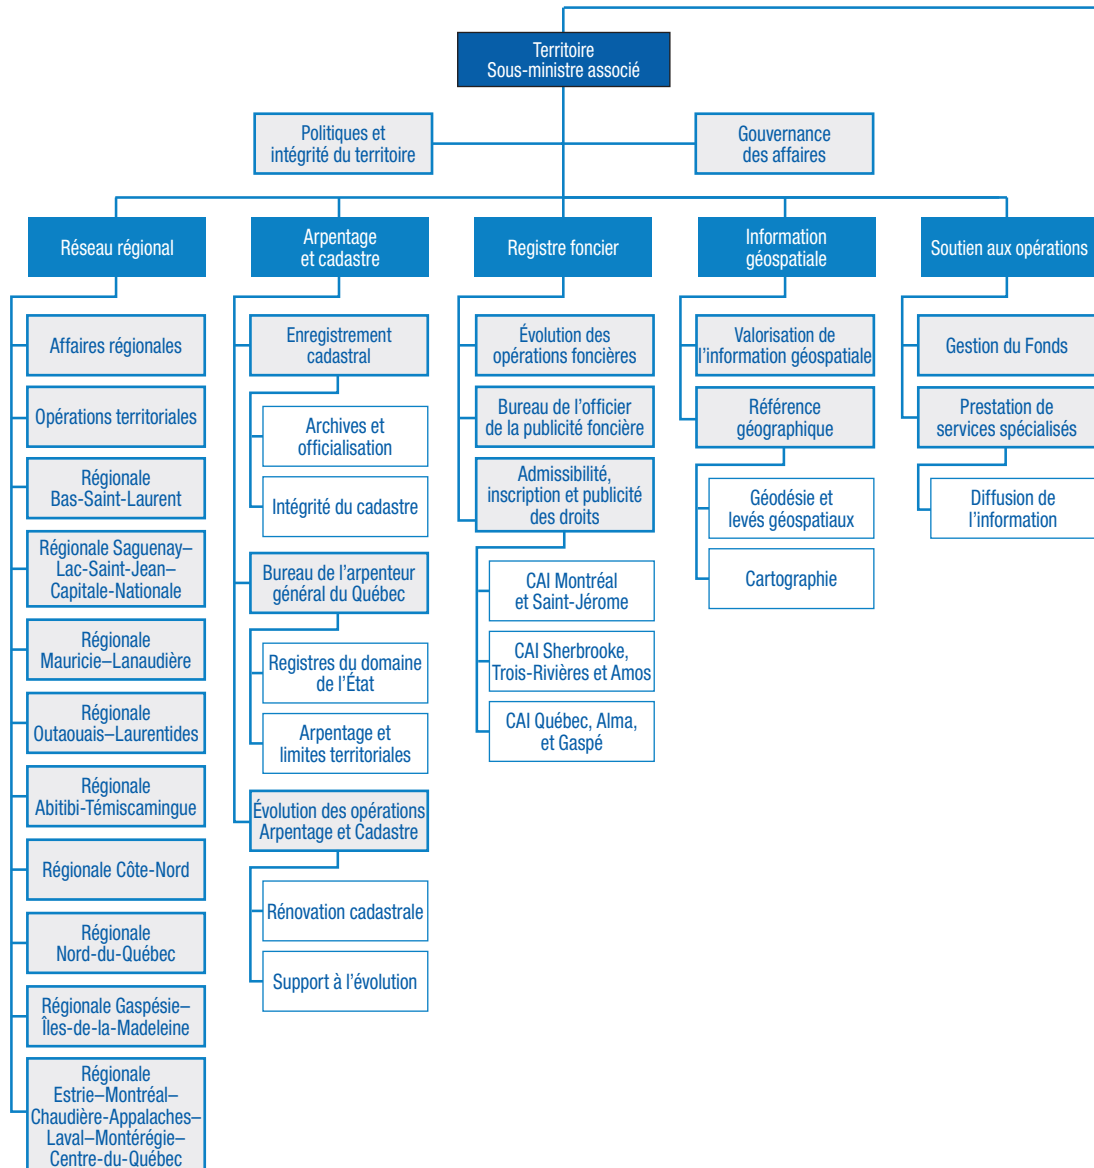 Territoire
Sous-ministre associé
Politiques et
intégrité du territoire
Gouvernance
des affaires
Réseau régional
Affaires régionales
Opérations territoriales
Régionale
Bas-Saint-Laurent
Régionale Saguenay–
Lac-Saint-Jean–
Capitale-Nationale
Régionale
Mauricie–Lanaudière
Régionale
Outaouais–Laurentides
Régionale
Abitibi-Témiscamingue
Régionale Côte-Nord
Régionale
Nord-du-Québec
Régionale Gaspésie–
Îles-de-la-Madeleine
Régionale
Estrie–Montréal–
Chaudière-Appalaches–
Laval–Montérégie–
Centre-du-Québec
Arpentage
et cadastre
Enregistrement
cadastral
Archives et
officialisation
Intégrité du cadastre
Bureau de l'arpenteur
général du Québec
Registres du domaine
de l'État
Arpentage et
limites territoriales
Évolution des opérations
Arpentage et Cadastre
Rénovation cadastrale
Support à l'évolution
Registre foncier
Évolution des
opérations foncières
Bureau de l'officier
de la publicité foncière
Admissibilité,
inscription et publicité
des droits
CAI Montréal
et Saint-Jérome
CAI Sherbrooke,
Trois-Rivières et Amos
CAI Québec, Alma,
et Gaspé
Information
géospatiale
Valorisation de
l'information géospatiale
Référence
géographique
Géodésie et
levés géospatiaux
Cartographie
Soutien aux opérations
Gestion du Fonds
Prestation de
services spécialisés
Diffusion de
l'information